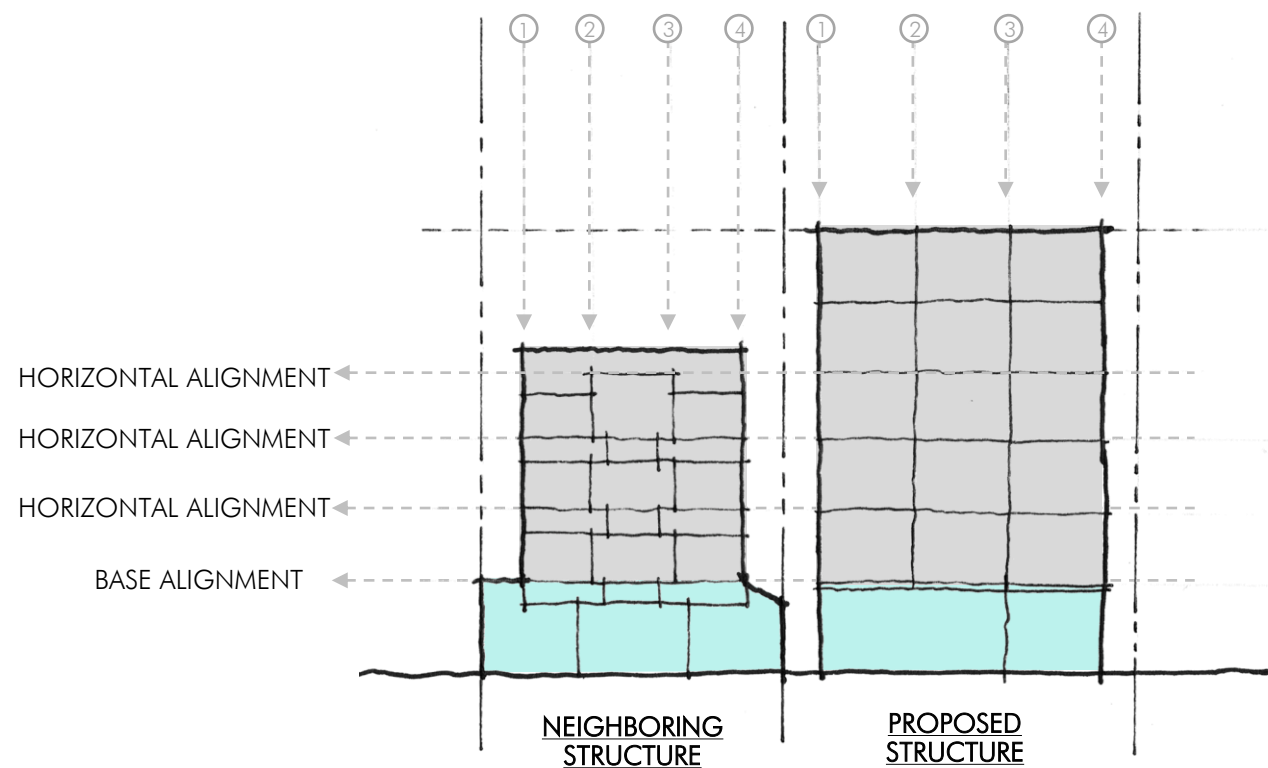 1 2 3 4 1 2 3 4
HORIZONTAL ALIGNMENT
HORIZONTAL ALIGNMENT
HORIZONTAL ALIGNMENT
BASE ALIGNMENT
NEIGHBORING
STRUCTURE
PROPOSED
STRUCTURE